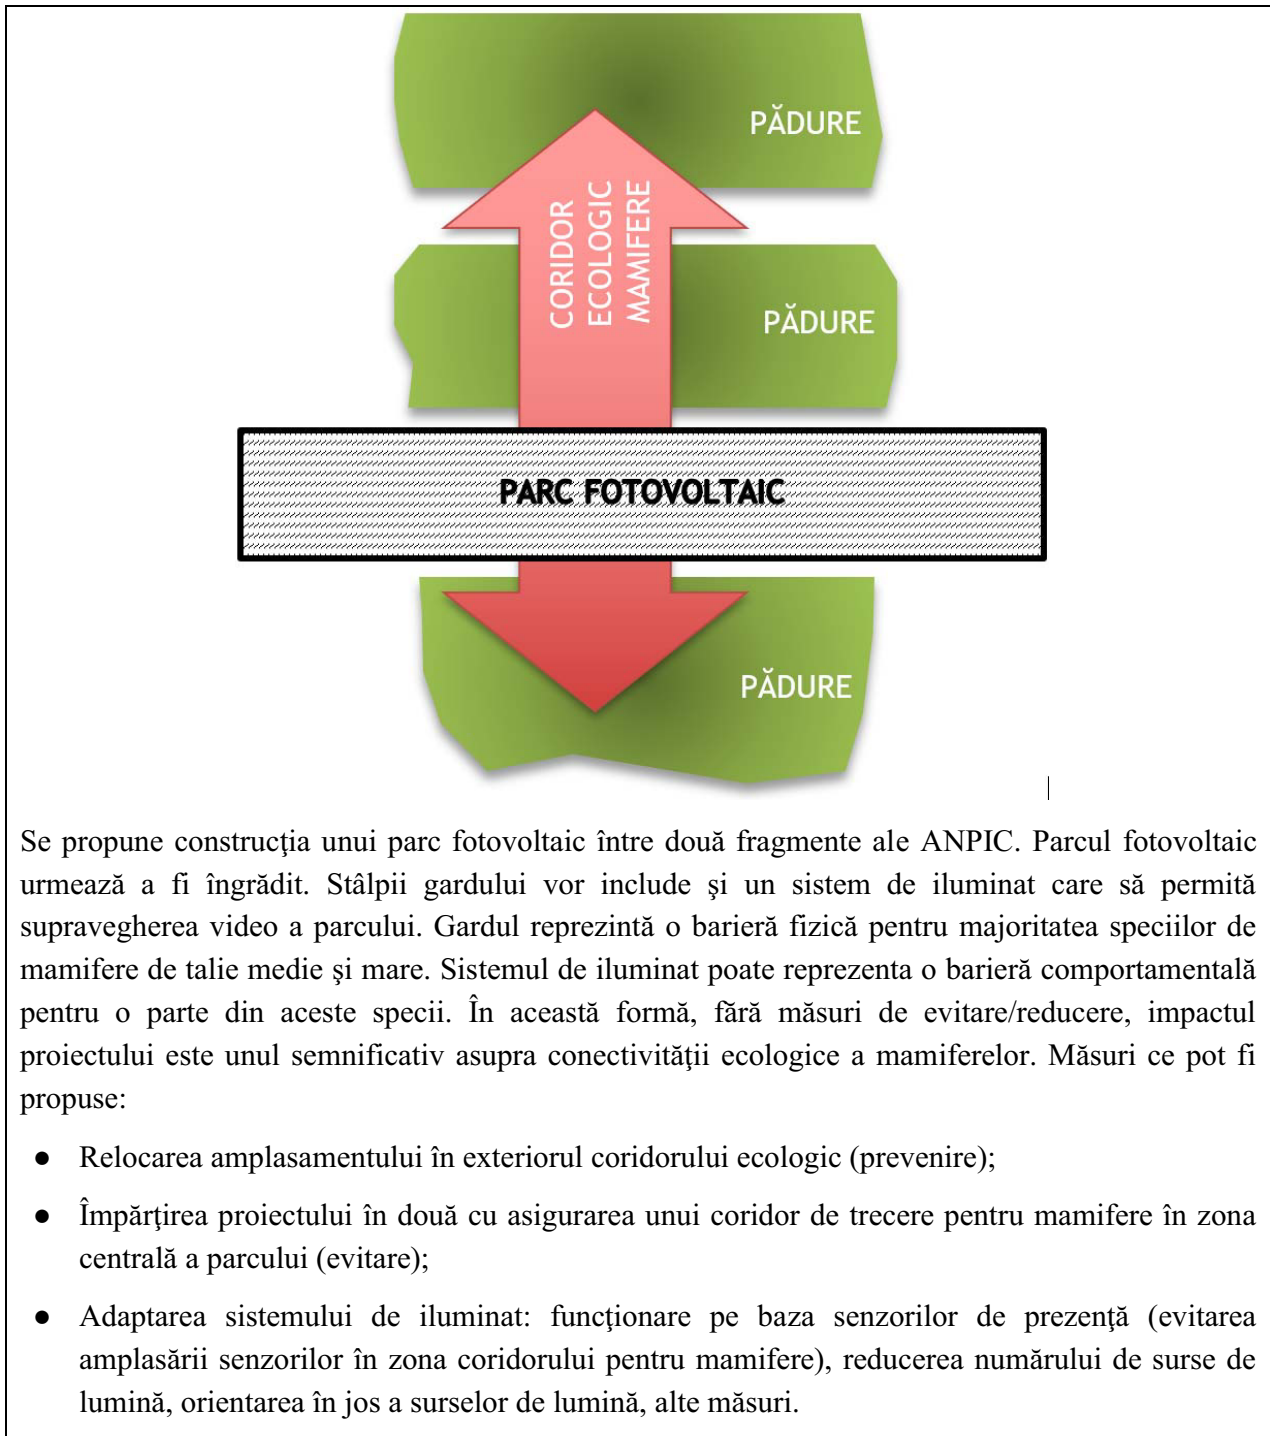 PĂDURE
CORIDOR
ECOLOGIC
MAMIFERE
PĂDURE
PARC FOTOVOLTAIC
PĂDURE
Se propune construcţia unui parc fotovoltaic între două fragmente ale ANPIC. Parcul fotovoltaic
urmează a fi îngrădit. Stâlpii gardului vor include şi un sistem de iluminat care să permită
supravegherea video a parcului. Gardul reprezintă o barieră fizică pentru majoritatea speciilor de
mamifere de talie medie şi mare. Sistemul de iluminat poate reprezenta o barieră comportamentală
pentru o parte din aceste specii. În această formă, fără măsuri de evitare/reducere, impactul
proiectului este unul semnificativ asupra conectivităţii ecologice a mamiferelor. Măsuri ce pot fi
propuse:
● Relocarea amplasamentului în exteriorul coridorului ecologic (prevenire);
● Împărţirea proiectului în două cu asigurarea unui coridor de trecere pentru mamifere în zona
centrală a parcului (evitare);
● Adaptarea sistemului de iluminat: funcţionare pe baza senzorilor de prezenţă (evitarea
amplasării senzorilor în zona coridorului pentru mamifere), reducerea numărului de surse de
lumină, orientarea în jos a surselor de lumină, alte măsuri.